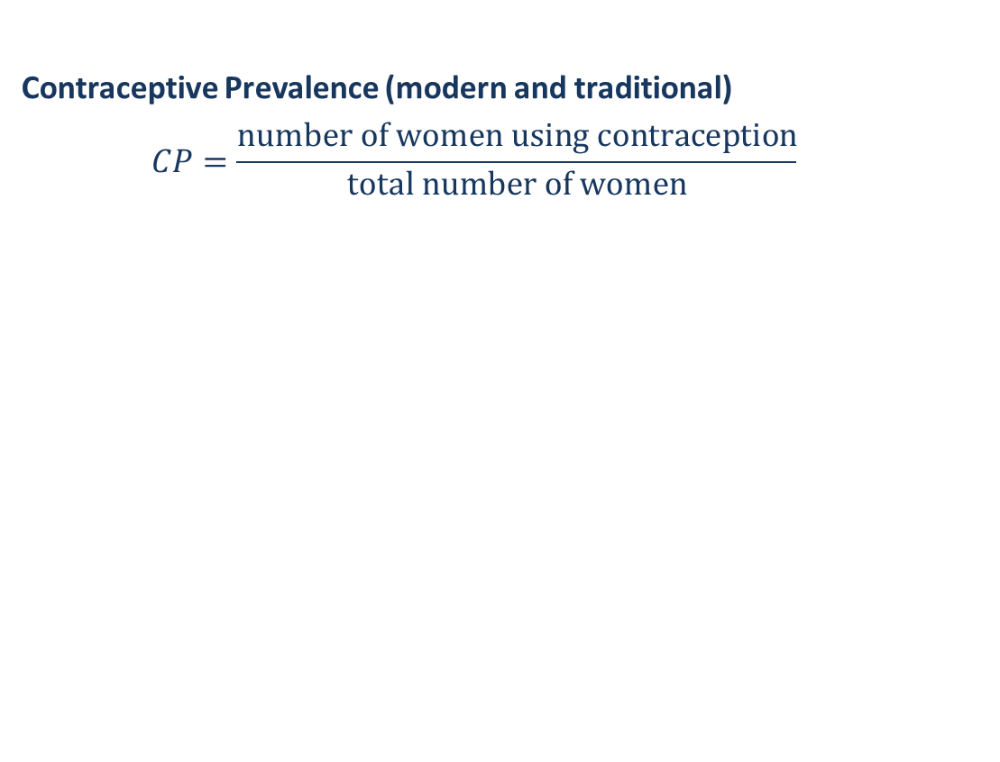 Contraceptive Prevalence (modern and traditional)
CP = number of women using contraception
total number of women